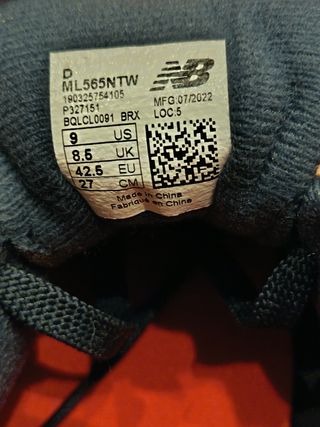 D
ML565NTW
190325754105
P327151
BQLCL0091 BRX
NB
MFG:07/2022
LOC:5
9 US
8.5 UK
42.5 EU
27 CM
Made in China
Fabriqué en Chine